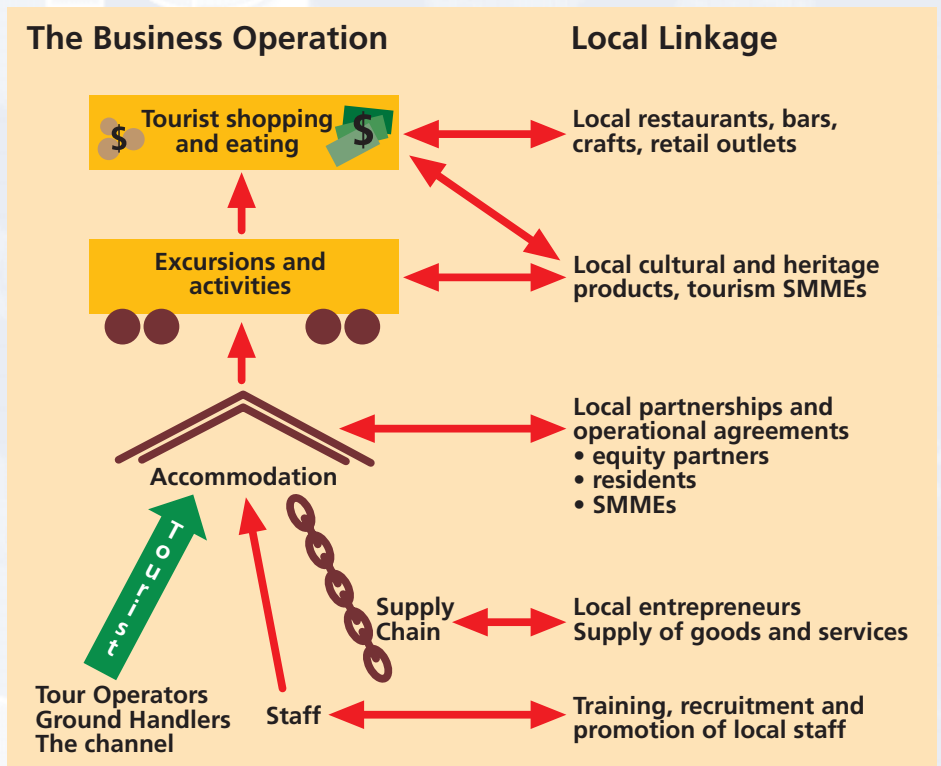 The Business Operation
Local Linkage
$
Tourist shopping
and eating
$
Local restaurants, bars,
crafts, retail outlets
Excursions and
activities
Local cultural and heritage
products, tourism SMMEs
Local partnerships and
operational agreements
• equity partners
• residents
• SMMEs
Accommodation
Tourist
Supply
Chain
Local entrepreneurs
Supply of goods and services
Tour Operators
Ground Handlers
The channel
Staff
Training, recruitment and
promotion of local staff